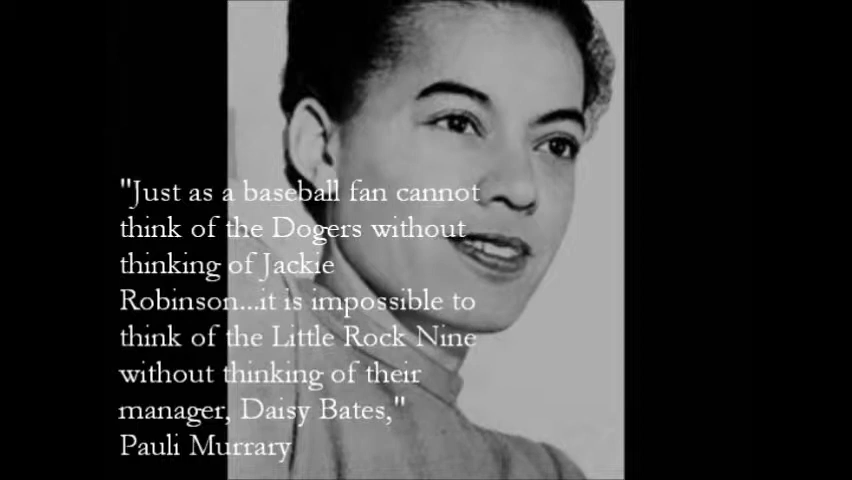 "Just as a baseball fan cannot
think of the Dogers without
thinking of Jackie
Robinson...it is impossible to
think of the Little Rock Nine
without thinking of their
manager, Daisy Bates,"
Pauli Murrary